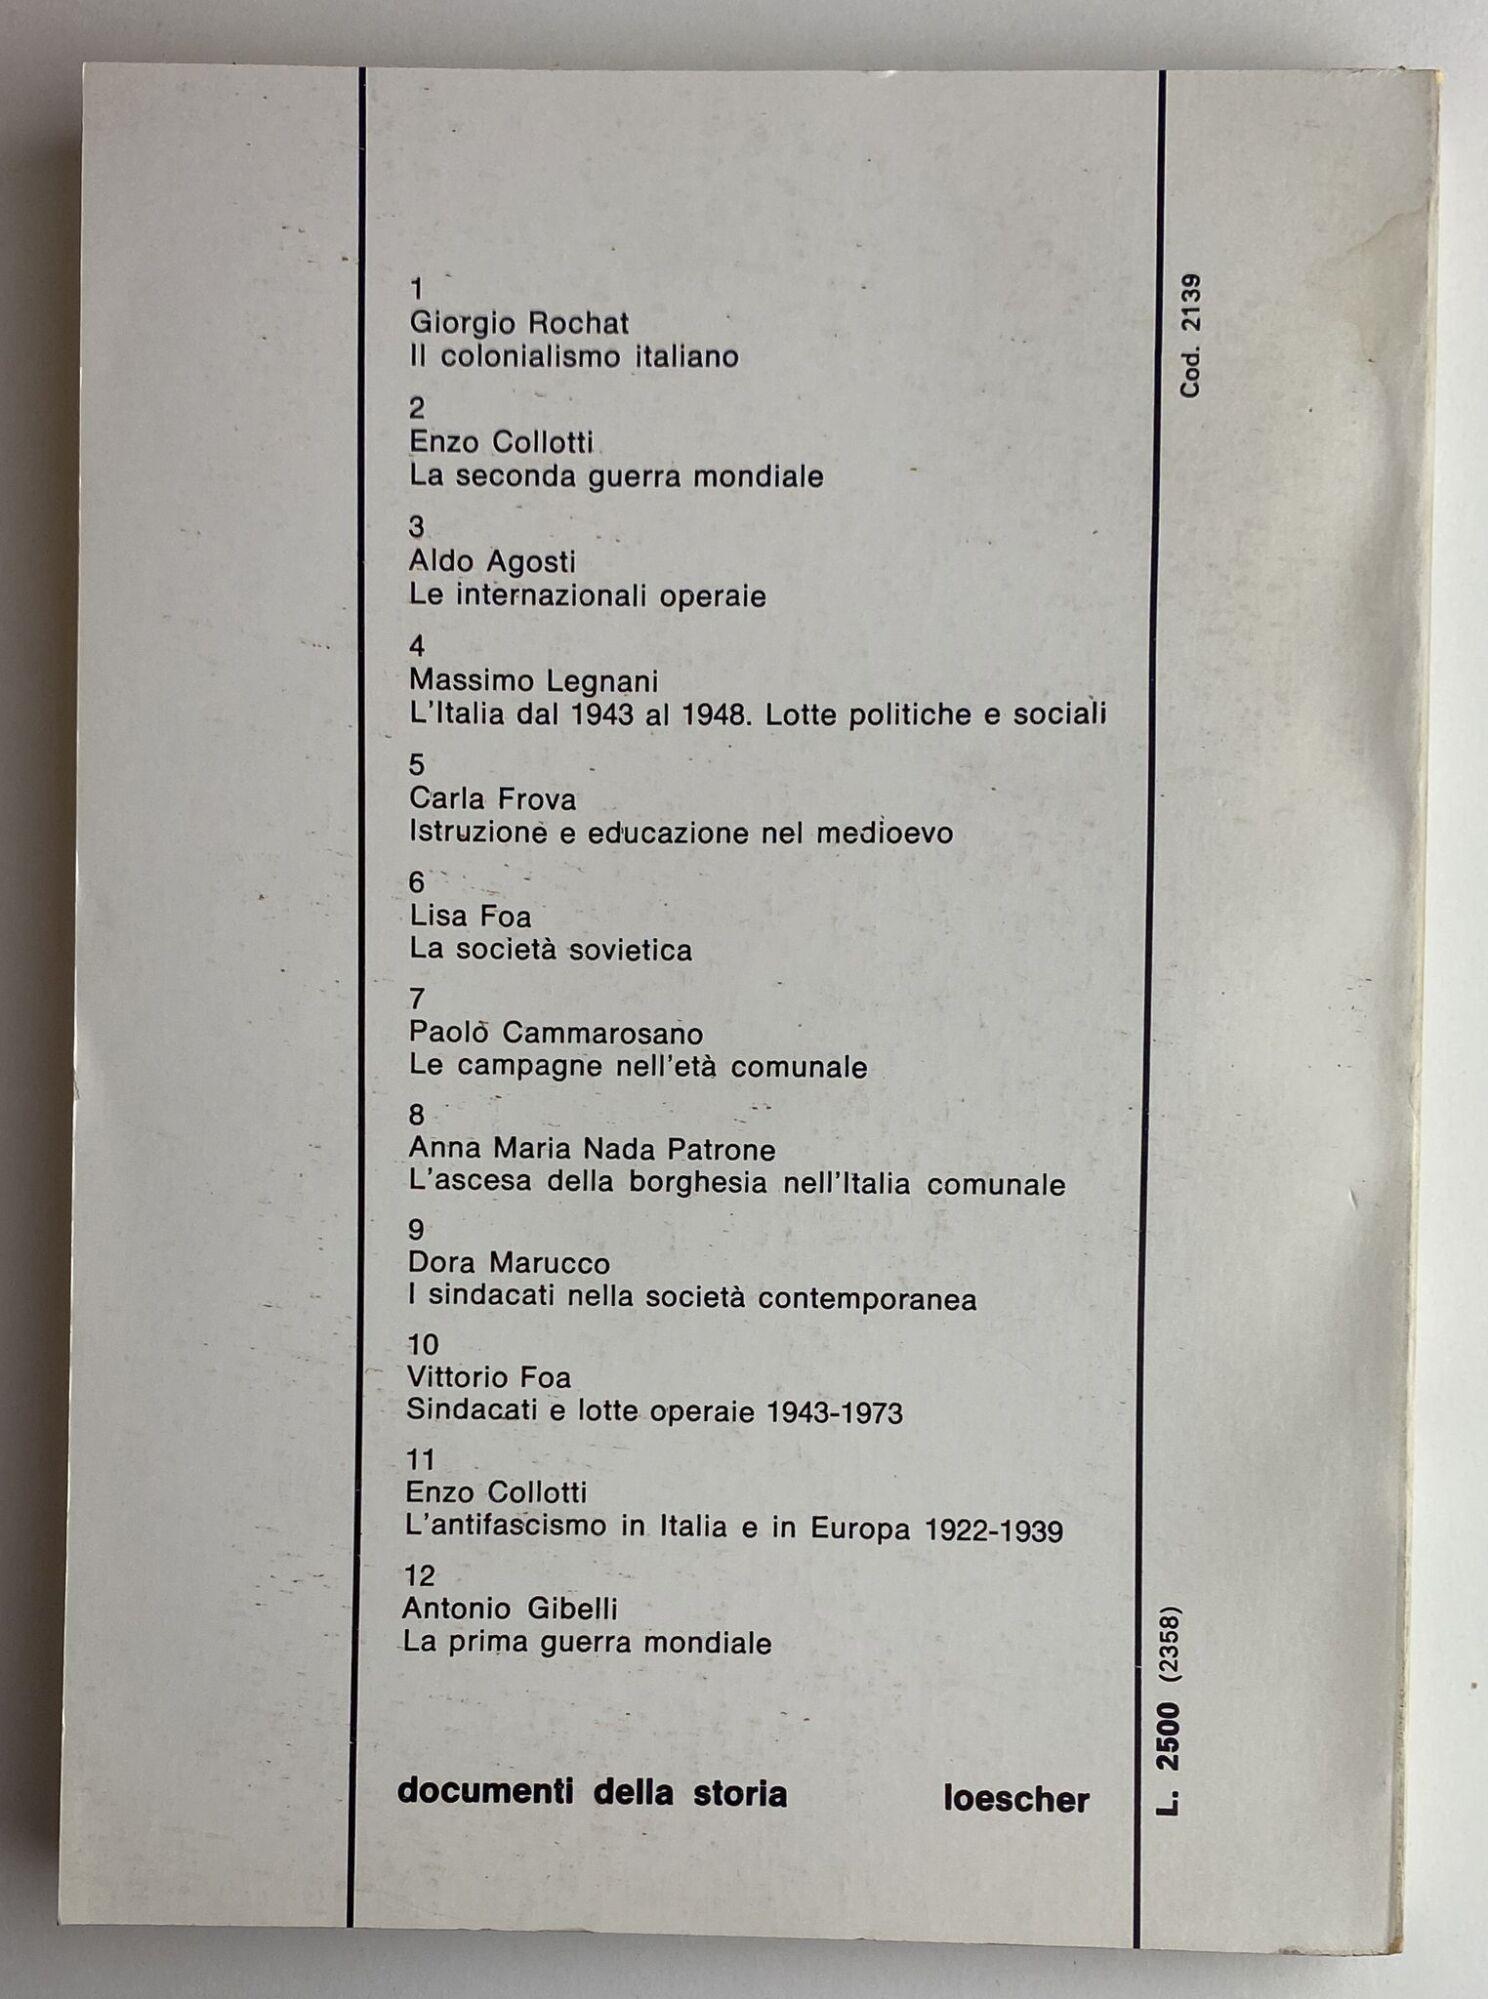 1
Giorgio Rochat
Il colonialismo italiano
2
Enzo Collotti
La seconda guerra mondiale
3
Aldo Agosti
Le internazionali operaie
4
Massimo Legnani
L'Italia dal 1943 al 1948. Lotte politiche e sociali
5
Carla Frova
Istruzione e educazione nel medioevo
6
Lisa Foa
La società sovietica
7
Paolo Cammarosano
Le campagne nell'età comunale
8
Anna Maria Nada Patrone
L'ascesa della borghesia nell'Italia comunale
9
Dora Marucco
I sindacati nella società contemporanea
10
Vittorio Foa
Sindacati e lotte operaie 1943-1973
11
Enzo Collotti
L'antifascismo in Italia e in Europa 1922-1939
12
Antonio Gibelli
La prima guerra mondiale
documenti della storia
loescher
Cod. 2139
L. 2500 (2358)